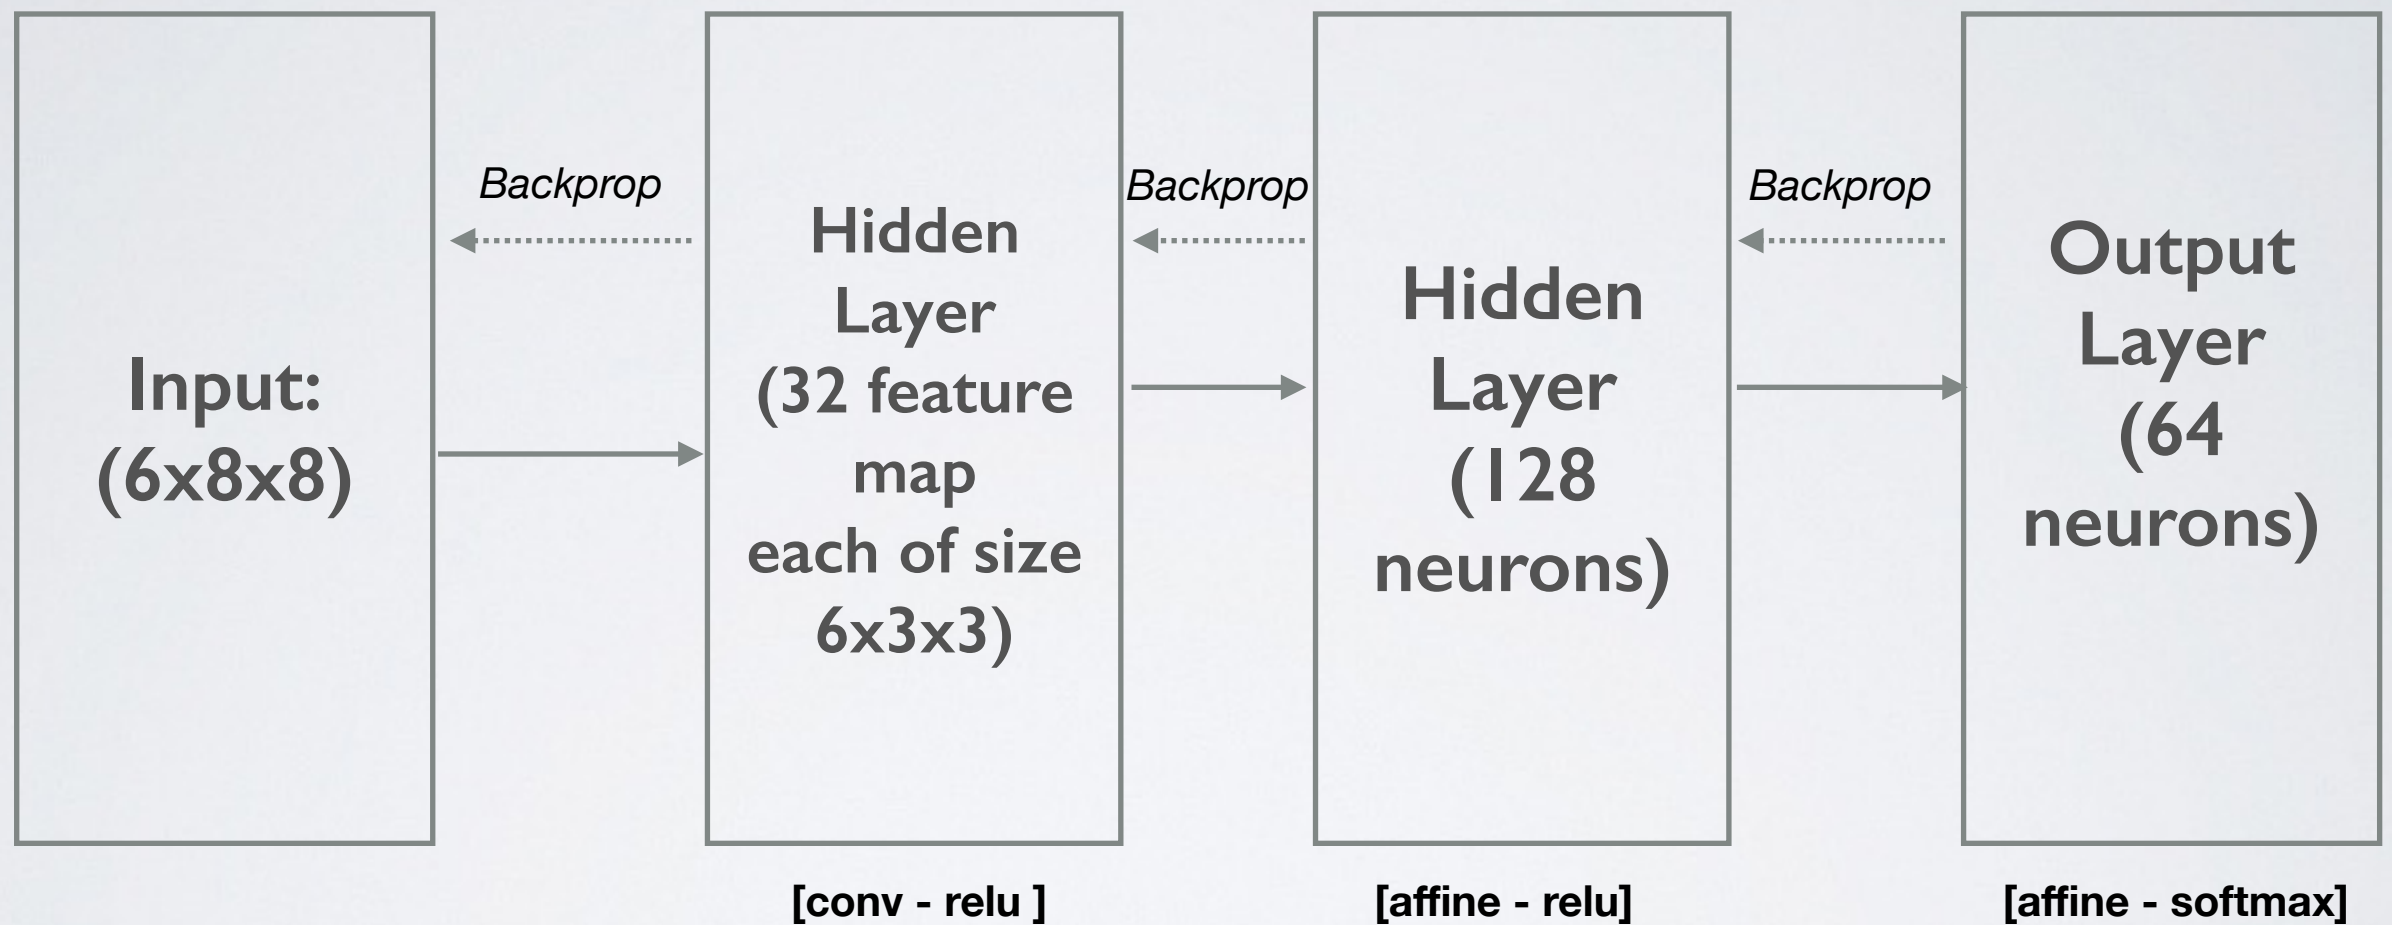 Input:
(6x8x8)
Backprop
Hidden
Layer
(32 feature
map
each of size
6x3x3)
[conv - relu ]
Backprop
Hidden
Layer
(128
neurons)
[affine - relu]
Backprop
Output
Layer
(64
neurons)
[affine - softmax]